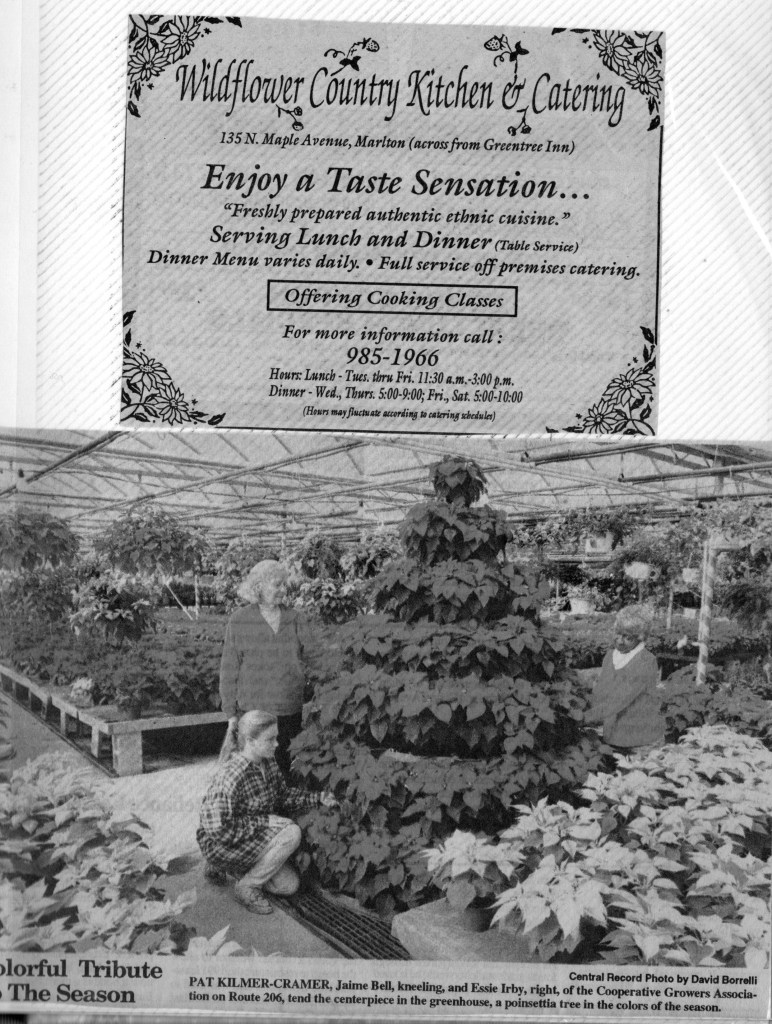 Wildflower Country Kitchen & Catering
135 N. Maple Avenue, Marlton (across from Greentree Inn)
Enjoy a Taste Sensation...
"Freshly prepared authentic ethnic cuisine."
Serving Lunch and Dinner (Table Service)
Dinner Menu varies daily. • Full service off premises catering.
Offering Cooking Classes
For more information call :
985-1966
Hours: Lunch - Tues. thru Fri. 11:30 a.m.-3:00 p.m.
Dinner - Wed., Thurs. 5:00-9:00; Fri., Sat. 5:00-10:00
(Hours may fluctuate according to catering schedules)
olorful Tribute
o The Season
Central Record Photo by David Borrelli
PAT KILMER-CRAMER, Jaime Bell, kneeling, and Essie Irby, right, of the Cooperative Growers Associa-
tion on Route 206, tend the centerpiece in the greenhouse, a poinsettia tree in the colors of the season.